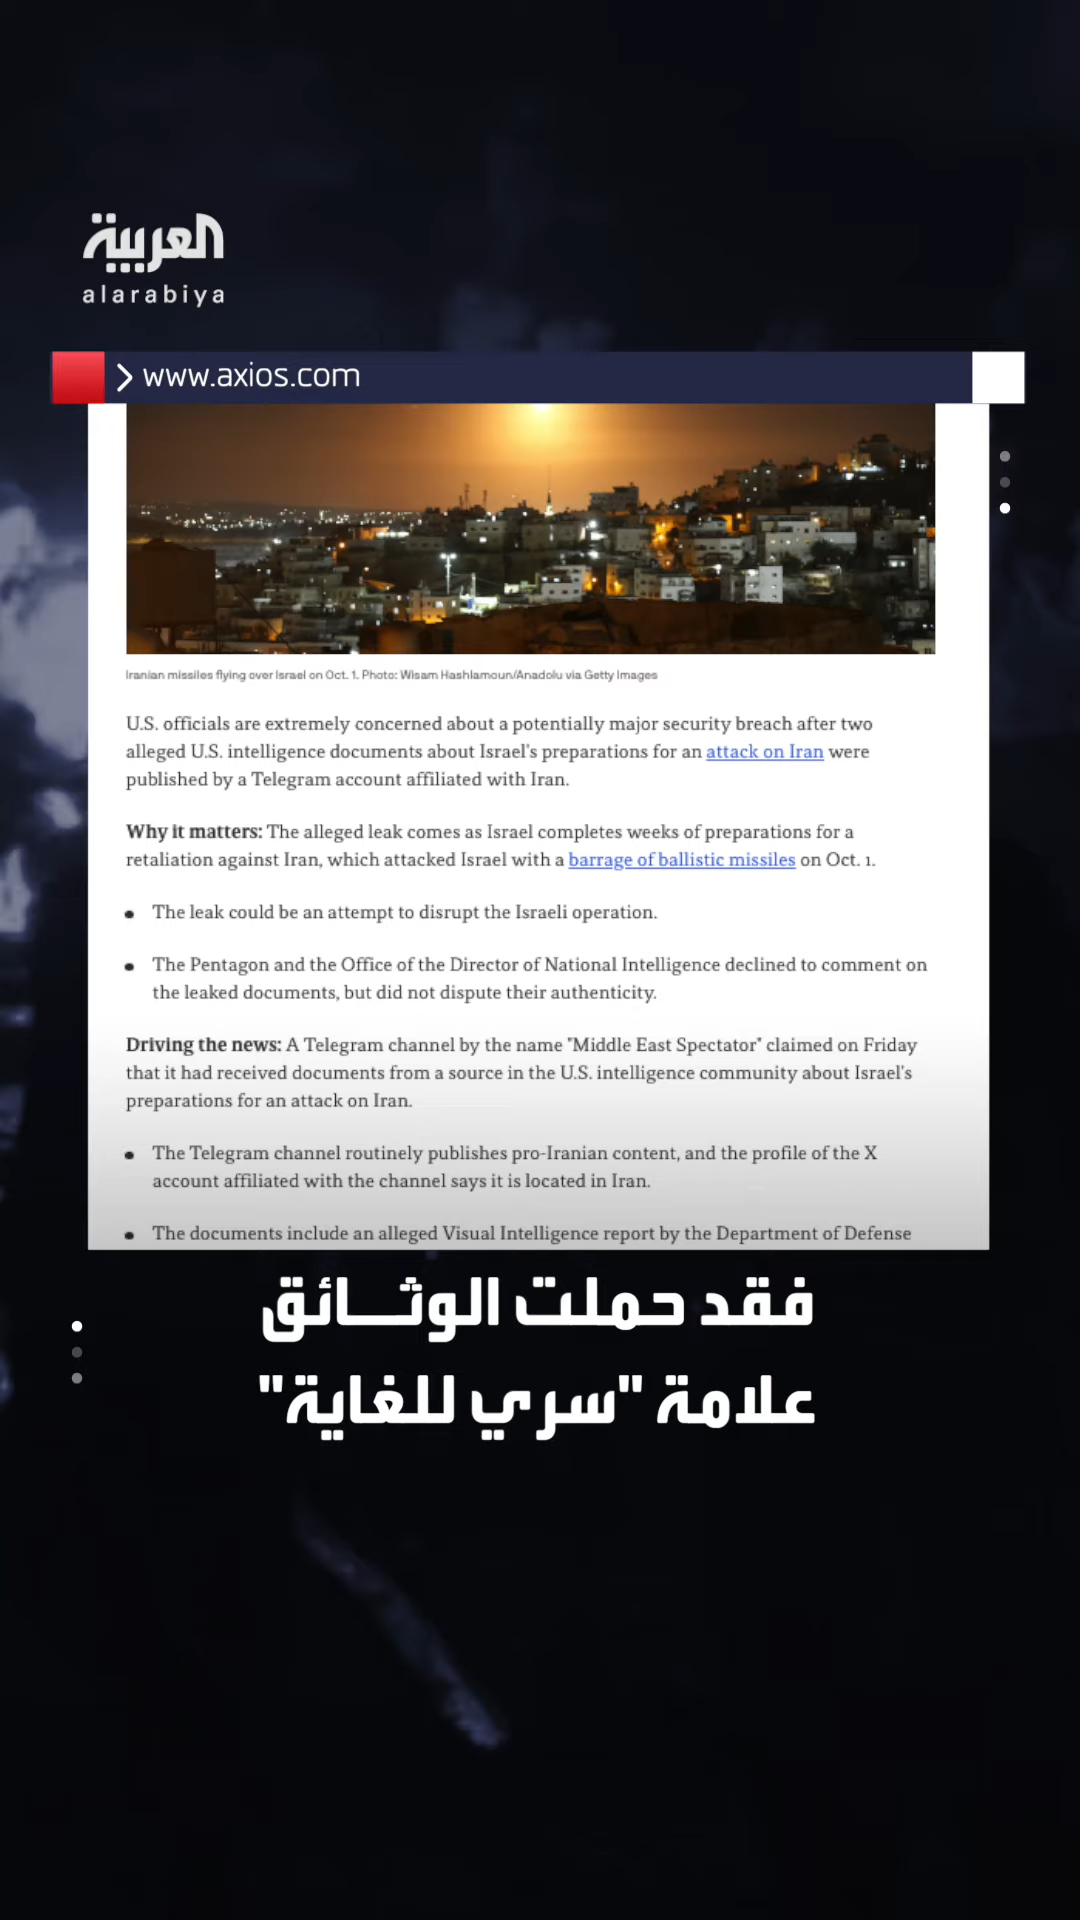 العربية
alarabiya
www.axios.com
Iranian missiles flying over Israel on Oct. 1. Photo: Wisam Hashlamoun/Anadolu via Getty Images
U.S. officials are extremely concerned about a potentially major security breach after two
alleged U.S. intelligence documents about Israel's preparations for an attack on Iran were
published by a Telegram account affiliated with Iran.
Why it matters: The alleged leak comes as Israel completes weeks of preparations for a
retaliation against Iran, which attacked Israel with a barrage of ballistic missiles on Oct. 1.
• The leak could be an attempt to disrupt the Israeli operation.
• The Pentagon and the Office of the Director of National Intelligence declined to comment on
the leaked documents, but did not dispute their authenticity.
Driving the news: A Telegram channel by the name "Middle East Spectator" claimed on Friday
that it had received documents from a source in the U.S. intelligence community about Israel's
preparations for an attack on Iran.
• The Telegram channel routinely publishes pro-Iranian content, and the profile of the X
account affiliated with the channel says it is located in Iran.
• The documents include an alleged Visual Intelligence report by the Department of Defense
فقد حملت الوثائق
علامة "سري للغاية"